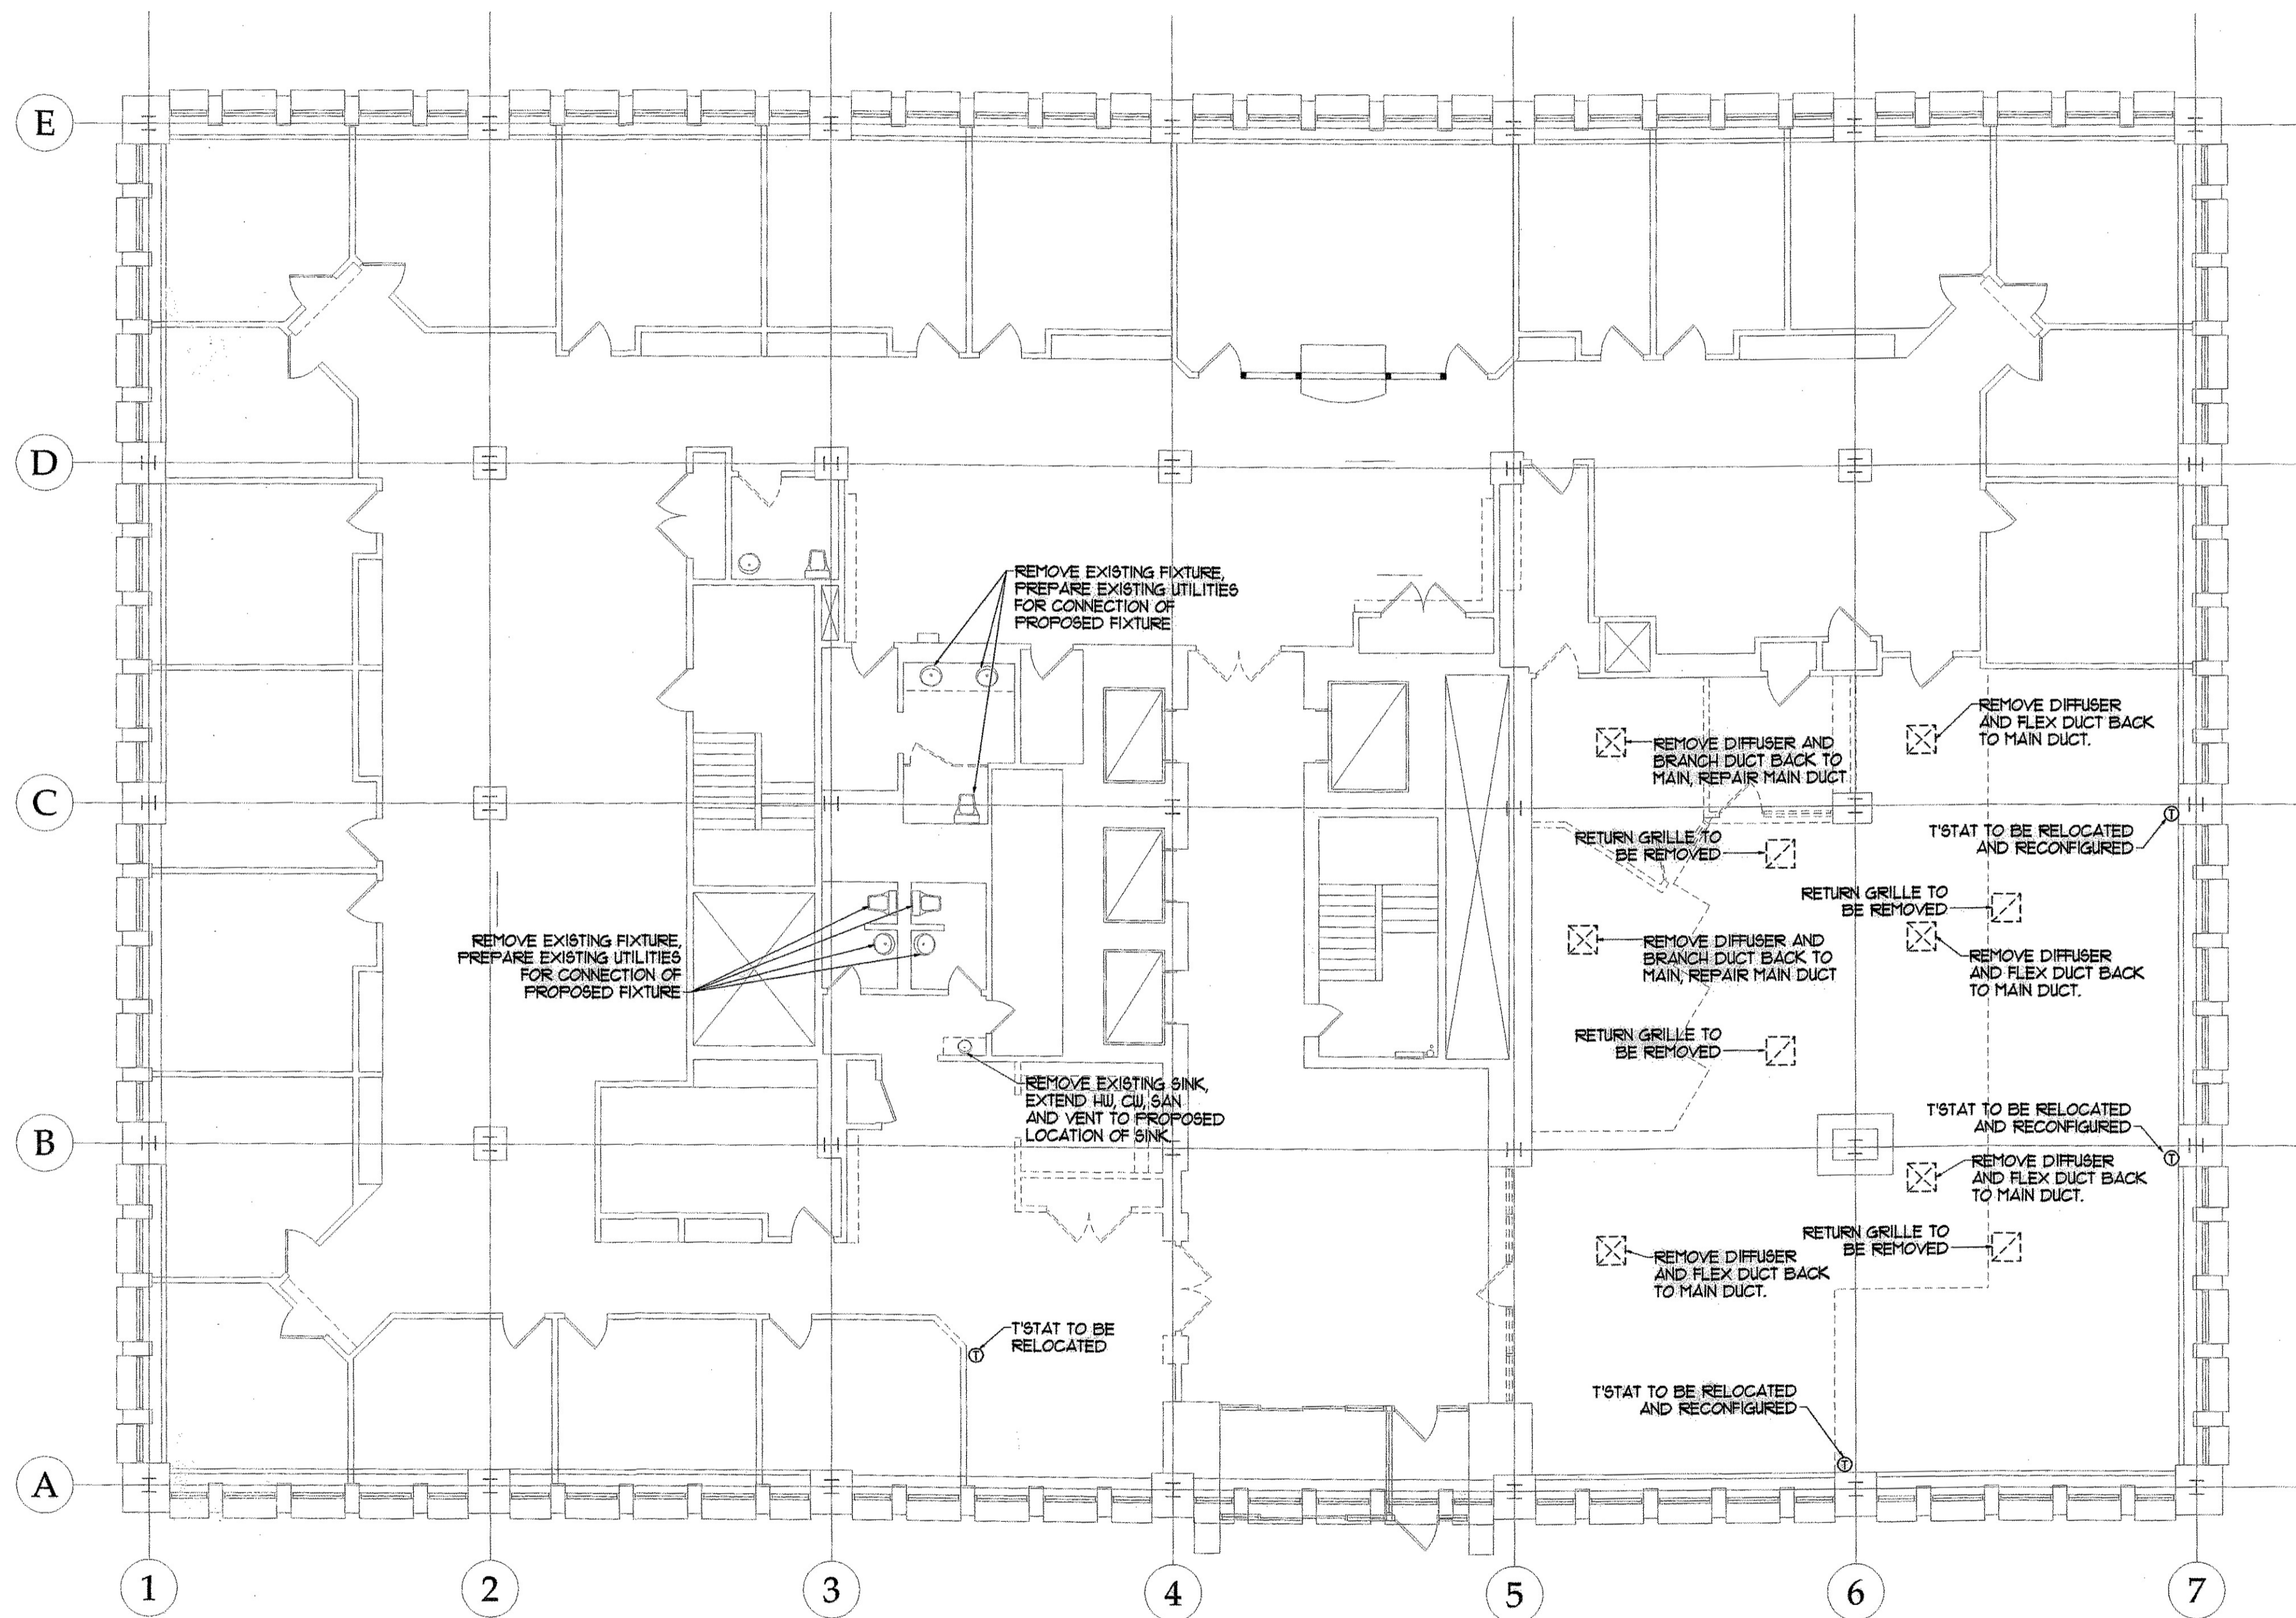 E
D
REMOVE EXISTING FIXTURE,
PREPARE EXISTING UTILITIES
FOR CONNECTION OF
PROPOSED FIXTURE
REMOVE DIFFUSER
AND FLEX DUCT BACK
TO MAIN DUCT.
REMOVE DIFFUSER AND
BRANCH DUCT BACK TO
MAIN, REPAIR MAIN DUCT
C
T'STAT TO BE RELOCATED
AND RECONFIGURED
T
RETURN GRILLE TO
BE REMOVED
RETURN GRILLE TO
BE REMOVED
REMOVE EXISTING FIXTURE,
PREPARE EXISTING UTILITIES
FOR CONNECTION OF
PROPOSED FIXTURE
REMOVE DIFFUSER AND
BRANCH DUCT BACK TO
MAIN, REPAIR MAIN DUCT
REMOVE DIFFUSER
AND FLEX DUCT BACK
TO MAIN DUCT.
RETURN GRILLE TO
BE REMOVED
REMOVE EXISTING SINK,
EXTEND HW, CW, SAN
AND VENT TO PROPOSED
LOCATION OF SINK
B
T'STAT TO BE RELOCATED
AND RECONFIGURED
T
REMOVE DIFFUSER
AND FLEX DUCT BACK
TO MAIN DUCT.
RETURN GRILLE TO
BE REMOVED
REMOVE DIFFUSER
AND FLEX DUCT BACK
TO MAIN DUCT.
T'STAT TO BE
RELOCATED
T
T'STAT TO BE RELOCATED
AND RECONFIGURED
T
A
1 2 3 4 5 6 7